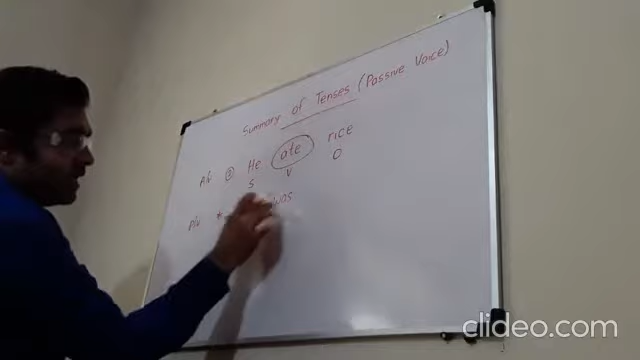 Summary of Tenses (Passive Voice)
A/V @ He ate rice
S V O
P/V * was
clideo.com